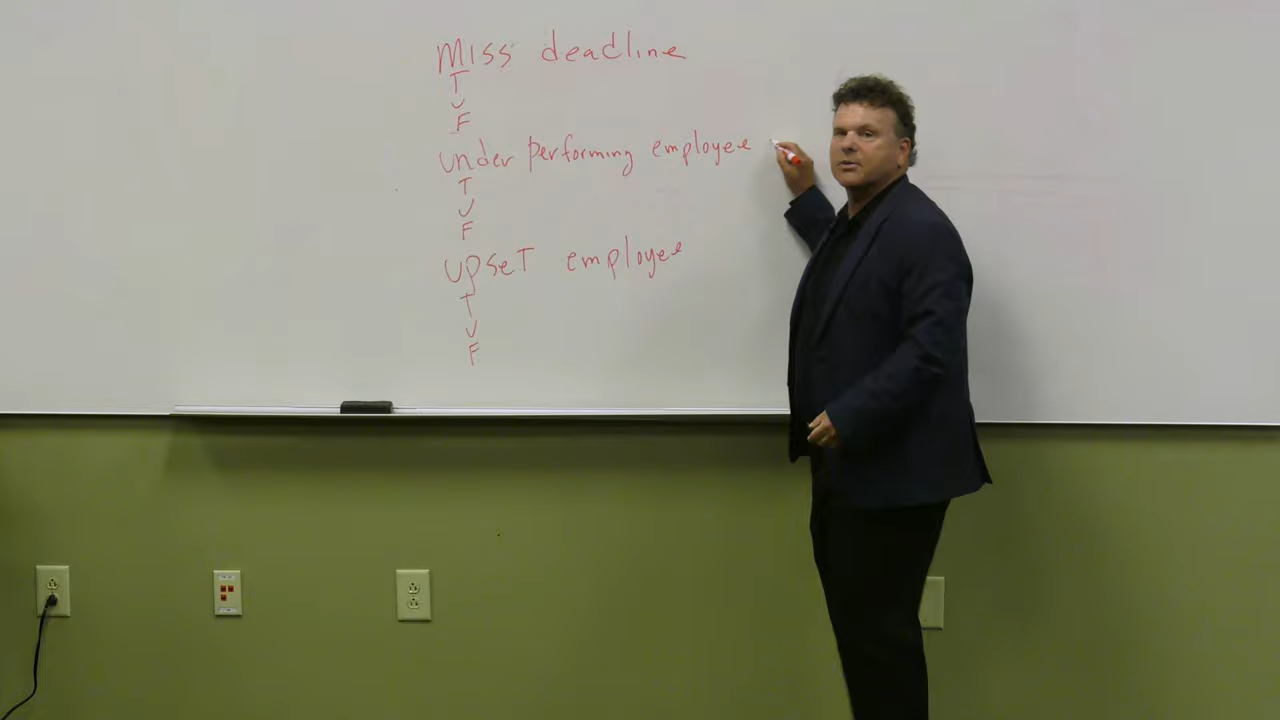 Miss deadline
T
U
F
Under performing employee
T
U
F
Upset employee
T
U
F